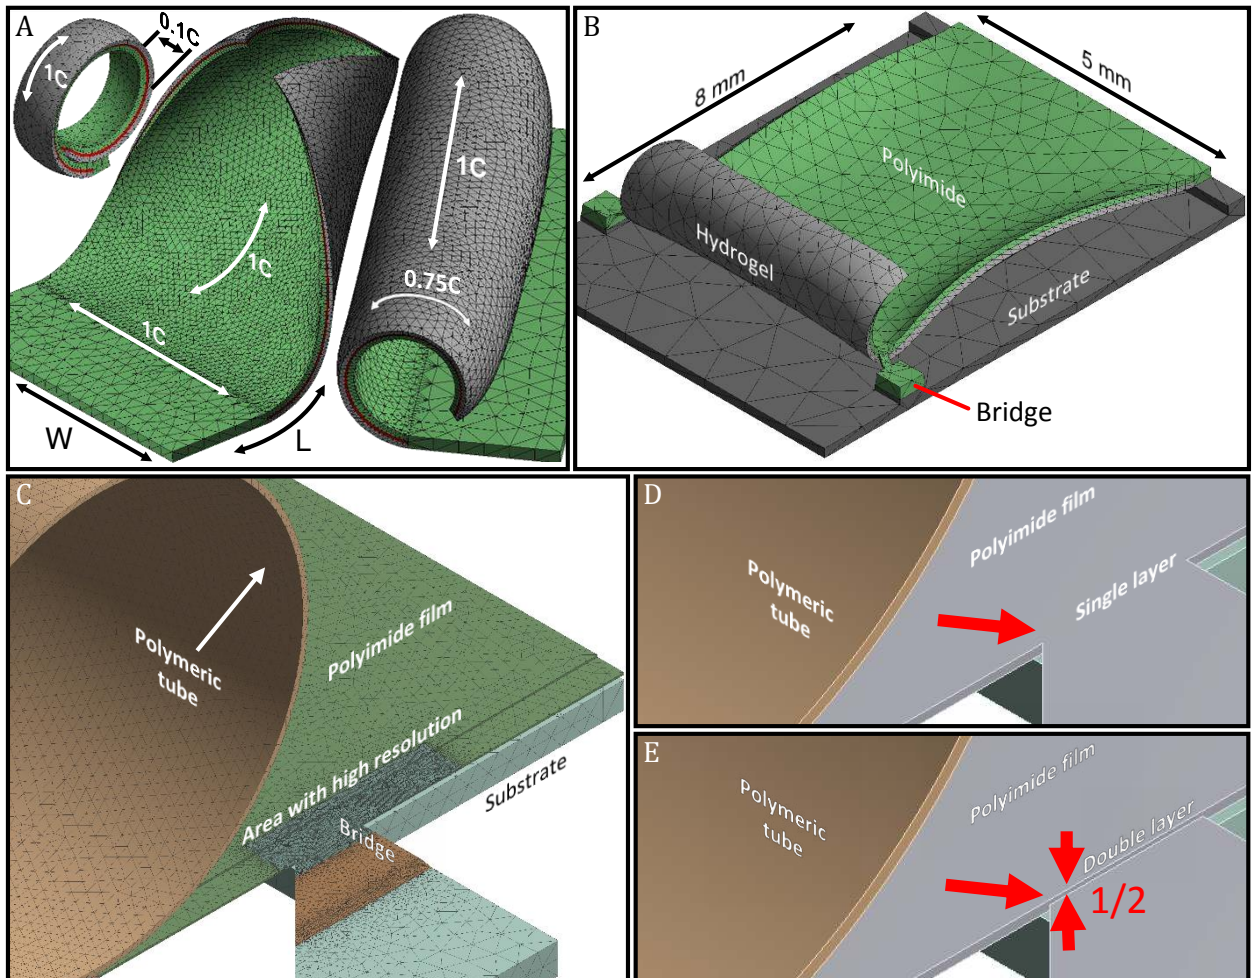 A
0.1C
1C
1C
1C
1C
0.75C
W
L
B
8 mm
5 mm
Polyimide
Hydrogel
Substrate
Bridge
C
Polymeric
tube
Polyimide film
Area with high resolution
Bridge
Substrate
D
Polymeric
tube
Polyimide film
Single layer
E
Polymeric
tube
Polyimide film
Double layer
1/2